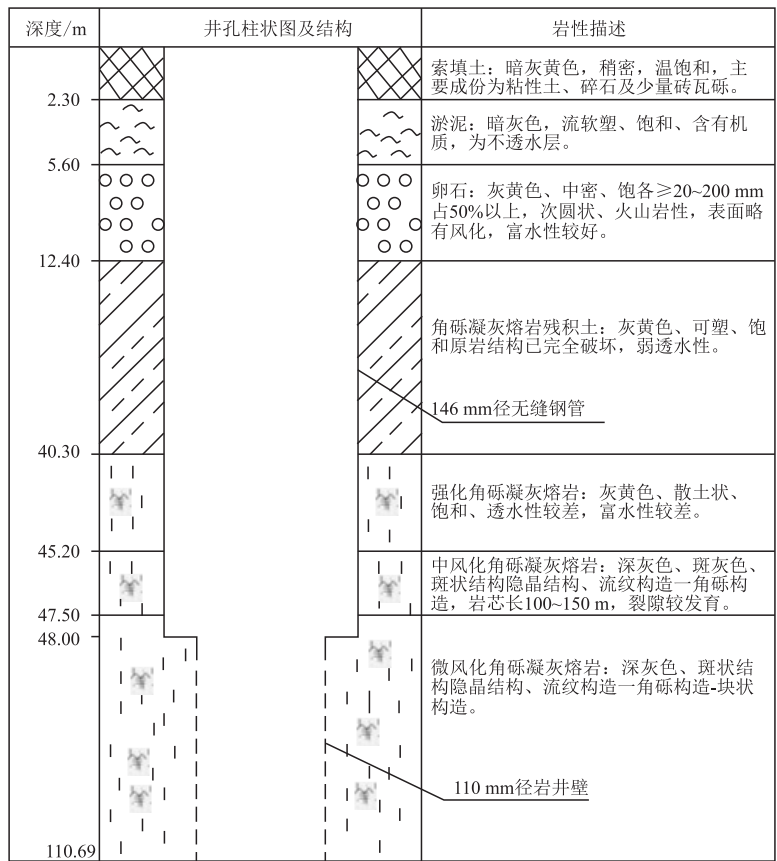 深度/m 井孔柱状图及结构 岩性描述
索填土：暗灰黄色，稍密，温饱和，主
要成份为粘性土、碎石及少量砖瓦砾。
2.30
淤泥：暗灰色，流软塑、饱和、含有机
质，为不透水层。
5.60
卵石：灰黄色、中密、饱各≥20~200 mm
占50%以上，次圆状、火山岩性，表面略
有风化，富水性较好。
12.40
角砾凝灰熔岩残积土：灰黄色、可塑、饱
和原岩结构已完全破坏，弱透水性。
146 mm径无缝钢管
40.30
强化角砾凝灰熔岩：灰黄色、散土状、
饱和、透水性较差，富水性较差。
45.20
中风化角砾凝灰熔岩：深灰色、斑灰色、
斑状结构隐晶结构、流纹构造一角砾构
造，岩芯长100~150 m，裂隙较发育。
47.50
48.00
微风化角砾凝灰熔岩：深灰色、斑状结
构隐晶结构、流纹构造一角砾构造-块状
构造。
110 mm径岩井壁
110.69